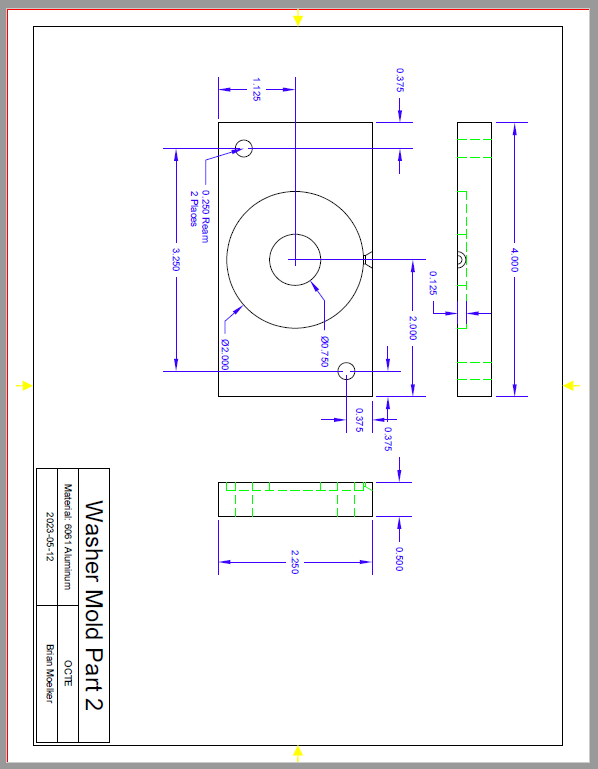 0.375
1.125
0.250 Ream
2 Places
3.250
4.000
0.125
2.000
Ø0.750
Ø2.000
0.375
0.375
0.500
2.250
Washer Mold Part 2
Material: 6061 Aluminum
OCTE
2023-05-12
Brian Moelker